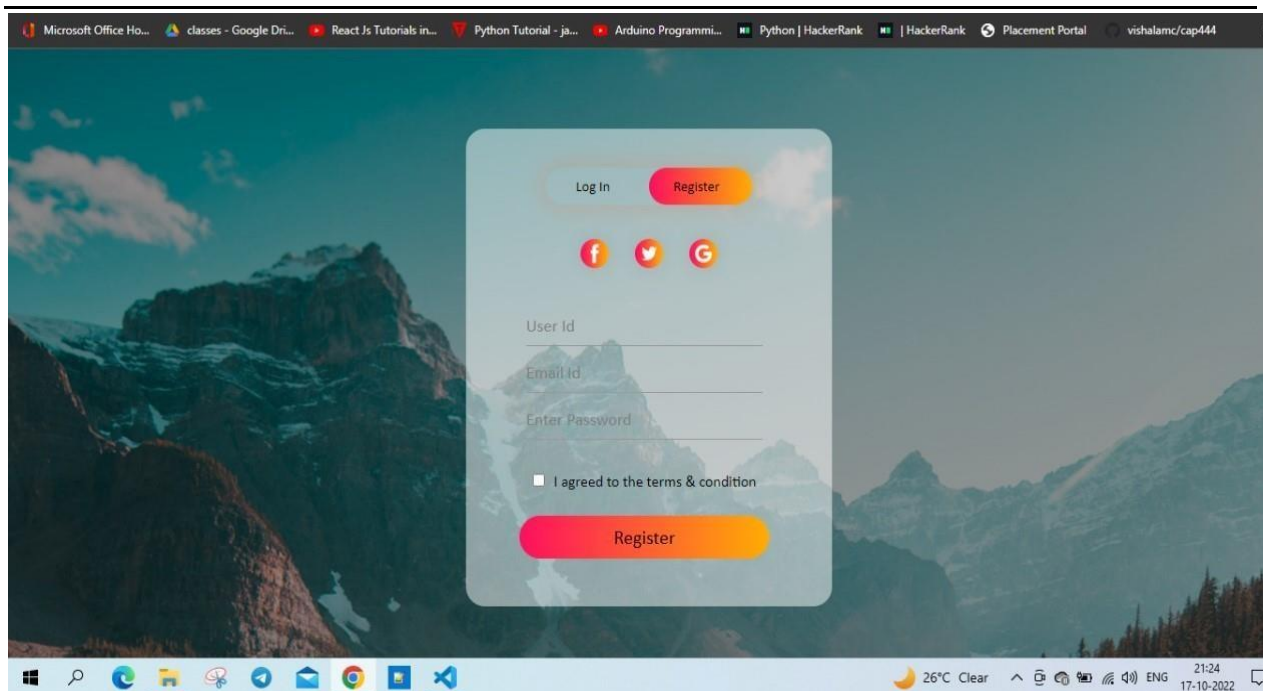 Microsoft Office Ho... classes - Google Dri... React Js Tutorials in... Python Tutorial - ja... Arduino Programmi... Python | HackerRank | HackerRank Placement Portal vishalamc/cap444
Log In Register
f G
User Id
Email Id
Enter Password
I agreed to the terms & condition
Register
26°C Clear ENG 21:24
17-10-2022